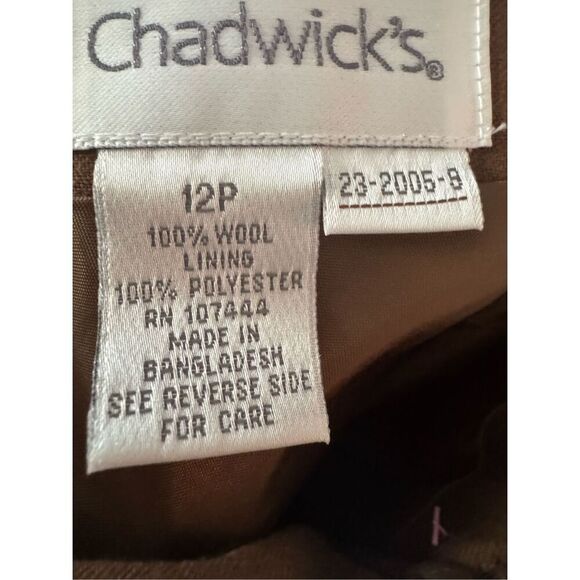 Chadwick's®
12P
100% WOOL
LINING
100% POLYESTER
RN 107444
MADE IN
BANGLADESH
SEE REVERSE SIDE
FOR CARE
23-2005-8